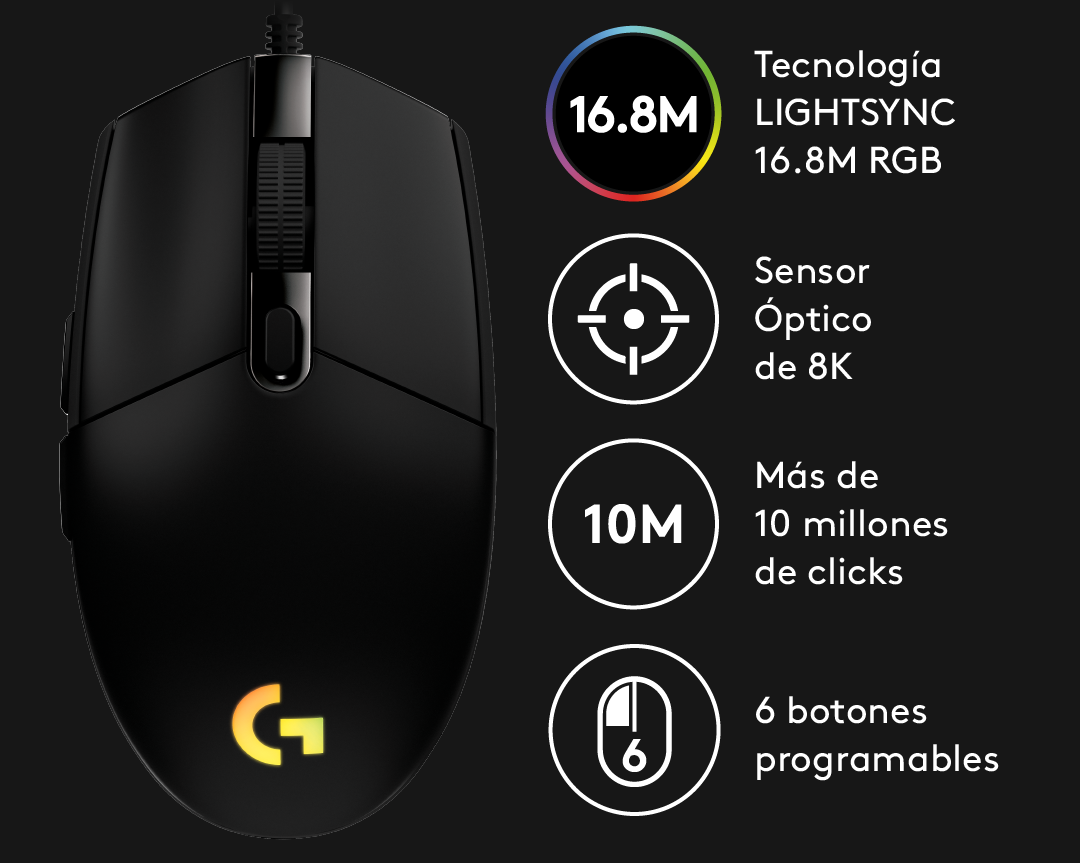 16.8M
Tecnología
LIGHTSYNC
16.8M RGB
Sensor
Óptico
de 8K
10M
Más de
10 millones
de clicks
6
6 botones
programables
G